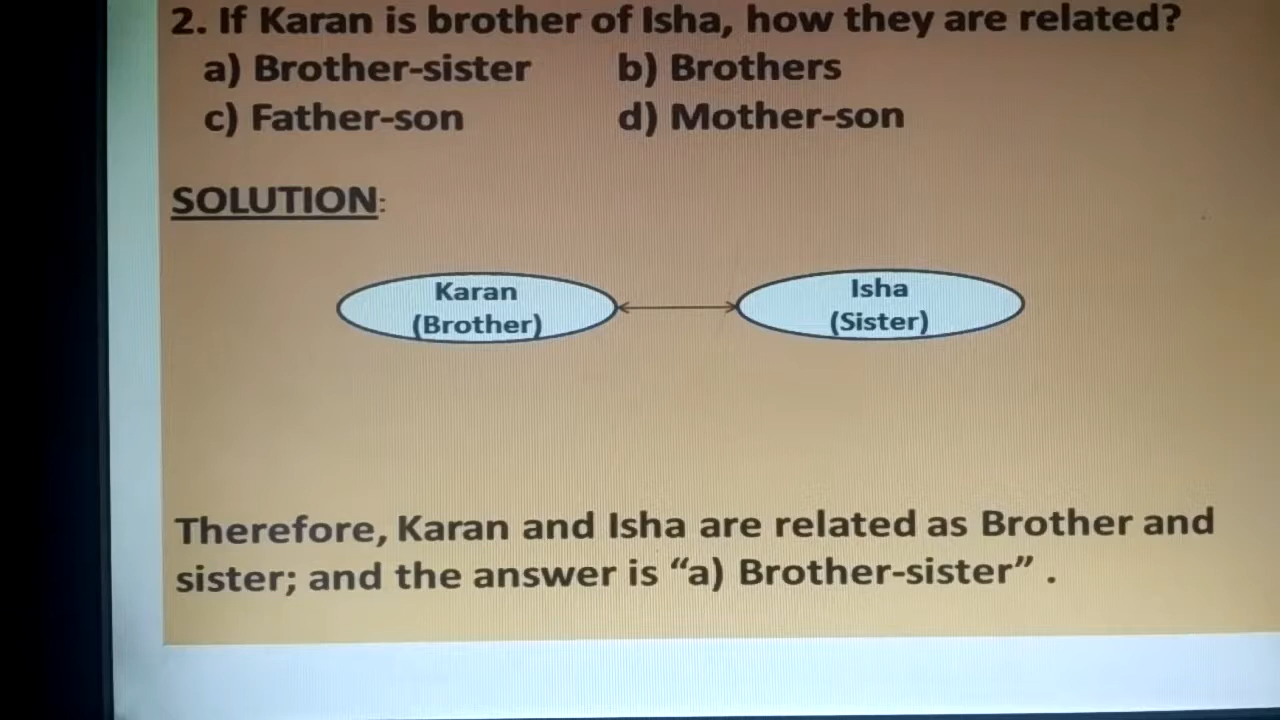 2. If Karan is brother of Isha, how they are related?
a) Brother-sister b) Brothers
c) Father-son d) Mother-son
SOLUTION:
Karan
(Brother)
Isha
(Sister)
Therefore, Karan and Isha are related as Brother and
sister; and the answer is “a) Brother-sister” .